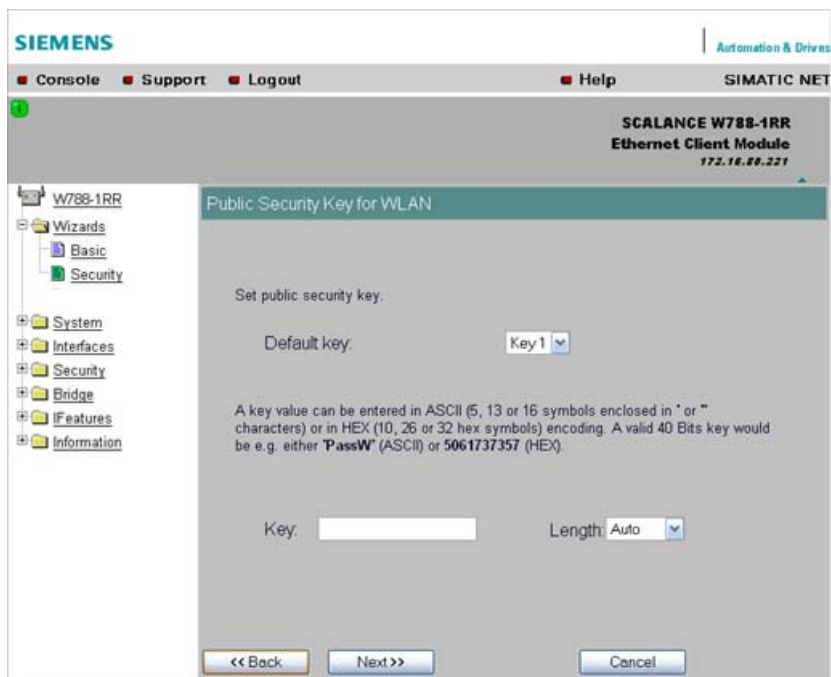 SIEMENS
Automation & Drives
Console Support Logout Help SIMATIC NET
SCALANCE W788-1RR
Ethernet Client Module
172.16.80.221
W788-1RR
Wizards
Basic
Security
System
Interfaces
Security
Bridge
IFeatures
Information
Public Security Key for WLAN
Set public security key.
Default key: Key 1
A key value can be entered in ASCII (5, 13 or 16 symbols enclosed in ' or "
characters) or in HEX (10, 26 or 32 hex symbols) encoding. A valid 40 Bits key would
be e.g. either 'PassW' (ASCII) or 5061737357 (HEX).
Key: Length: Auto
<< Back Next >> Cancel